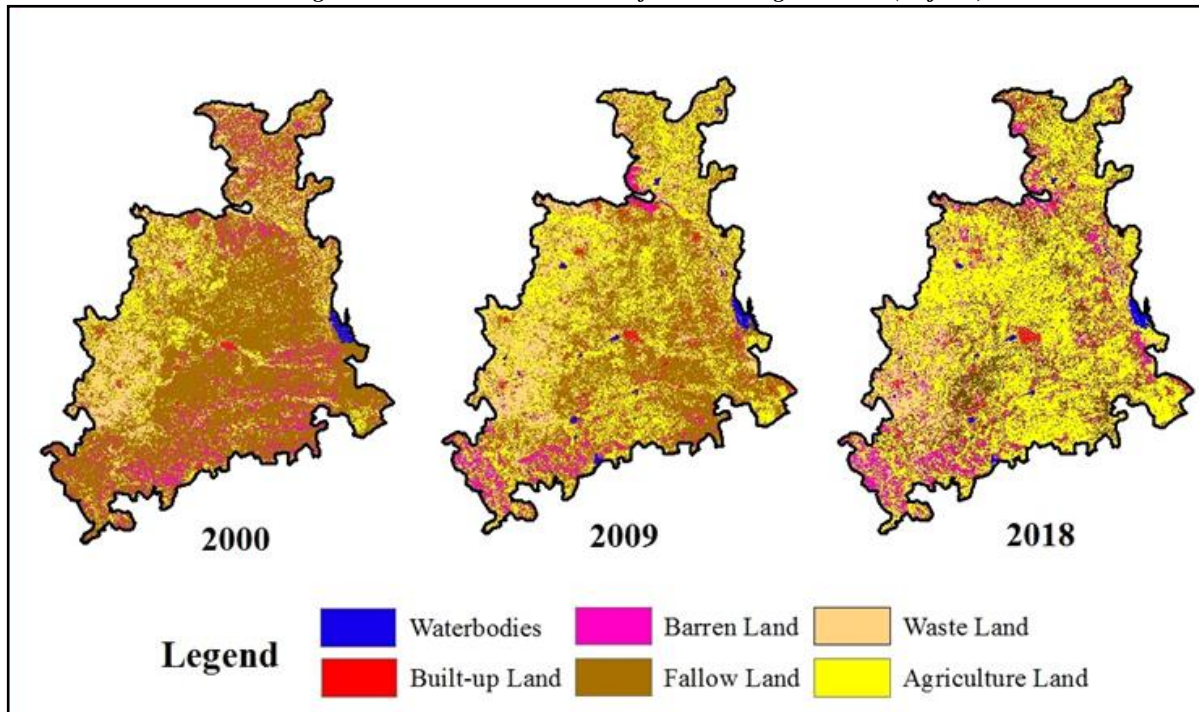 2000
2009
2018
Legend
Waterbodies
Barren Land
Waste Land
Built-up Land
Fallow Land
Agriculture Land